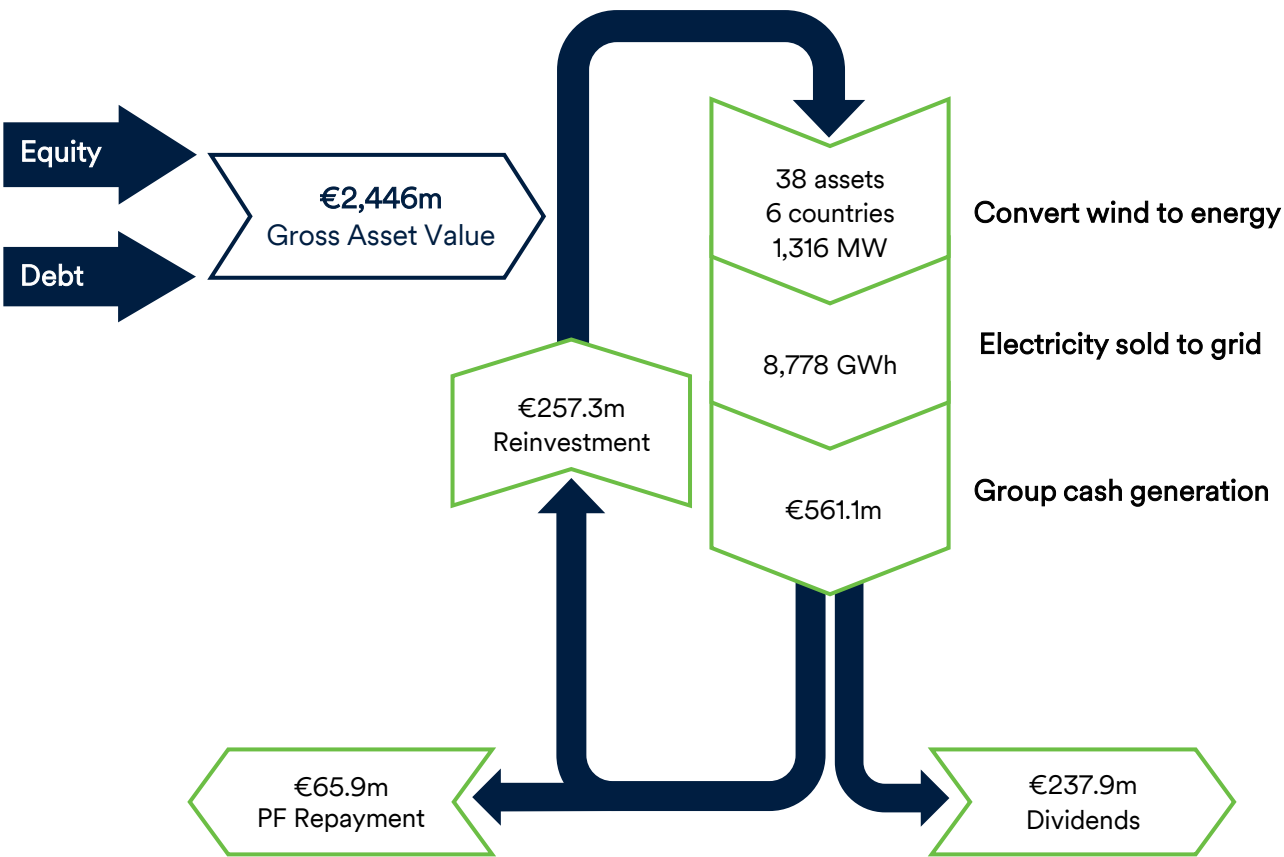 Equity
Debt
€2,446m
Gross Asset Value
38 assets
6 countries
1,316 MW
Convert wind to energy
8,778 GWh
Electricity sold to grid
€257.3m
Reinvestment
€561.1m
Group cash generation
€65.9m
PF Repayment
€237.9m
Dividends